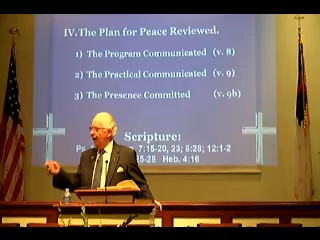 IV. The Plan for Peace Reviewed.
1) The Program Communicated (v. 8)
2) The Practical Communicated (v. 9)
3) The Presence Committed (v. 9b)
Scripture:
7:15-20, 23; 8:28; 12:1-2
25-28 Heb. 4:16